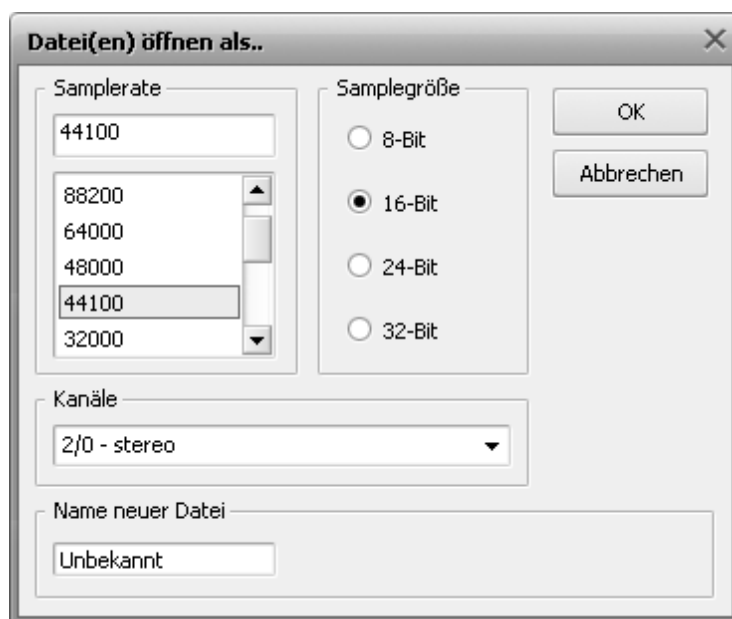 Datei(en) öffnen als..
Samplerate
44100
88200
64000
48000
44100
32000
Samplegröße
8-Bit
16-Bit
24-Bit
32-Bit
OK
Abbrechen
Kanäle
2/0 - stereo
Name neuer Datei
Unbekannt